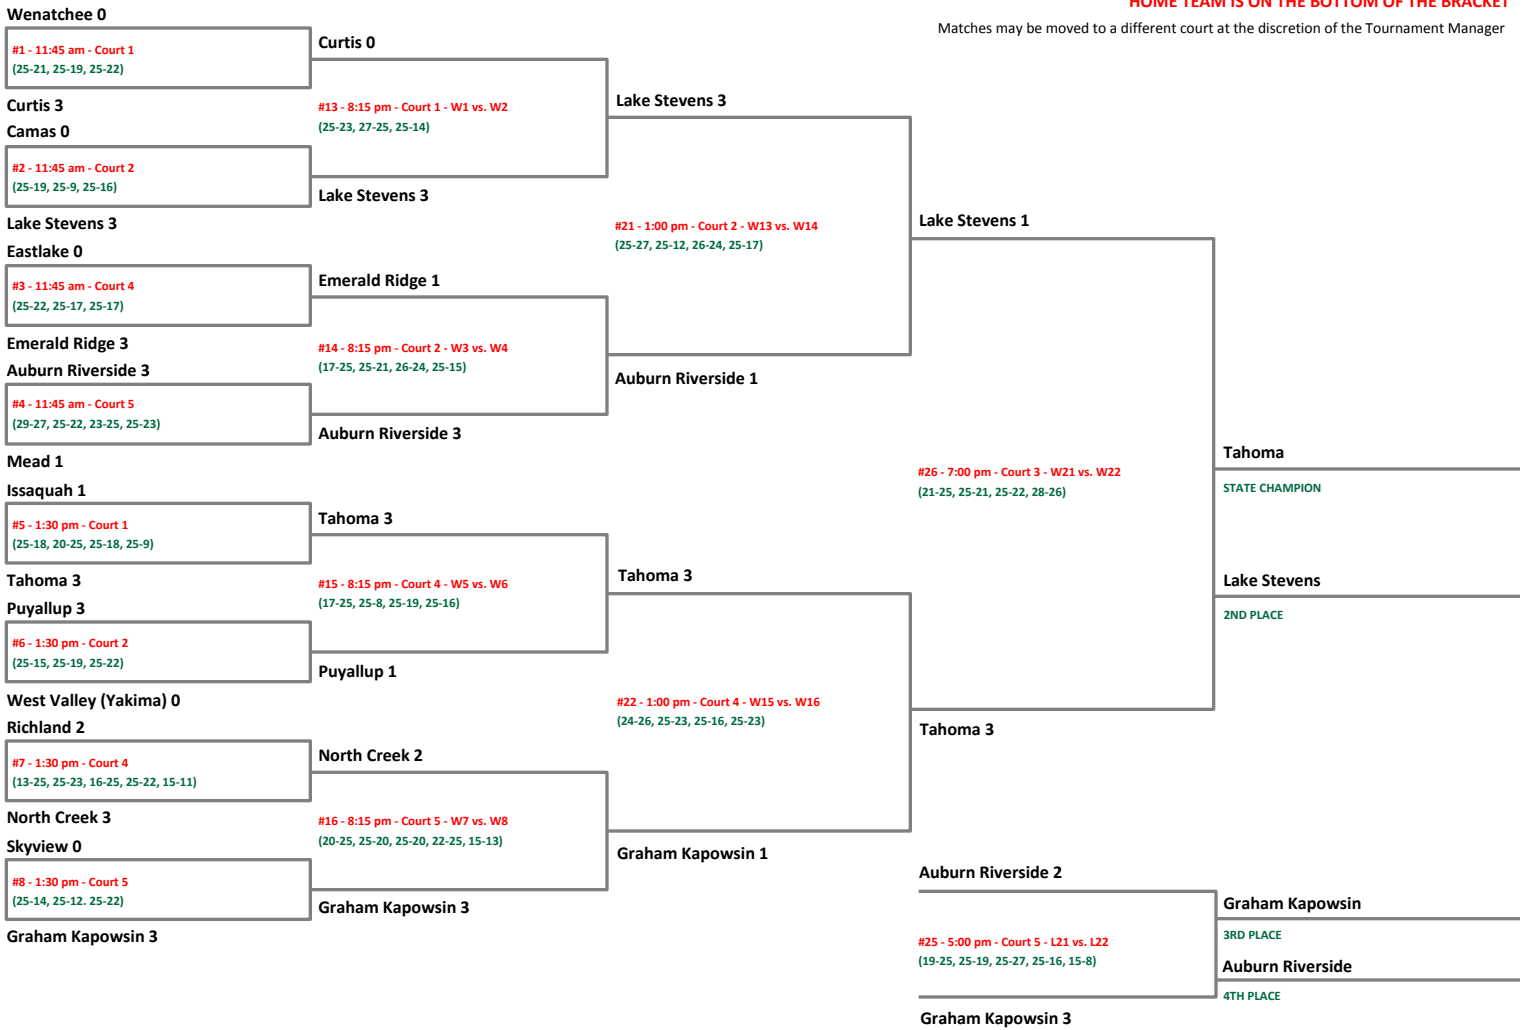 HOME TEAM IS ON THE BOTTOM OF THE BRACKET
Matches may be moved to a different court at the discretion of the Tournament Manager
Wenatchee 0
#1 - 11:45 am - Court 1
(25-21, 25-19, 25-22)
Curtis 3
Camas 0
#2 - 11:45 am - Court 2
(25-19, 25-9, 25-16)
Lake Stevens 3
Eastlake 0
#3 - 11:45 am - Court 4
(25-22, 25-17, 25-17)
Emerald Ridge 3
Auburn Riverside 3
#4 - 11:45 am - Court 5
(29-27, 25-22, 23-25, 25-23)
Mead 1
Issaquah 1
#5 - 1:30 pm - Court 1
(25-18, 20-25, 25-18, 25-9)
Tahoma 3
Puyallup 3
#6 - 1:30 pm - Court 2
(25-15, 25-19, 25-22)
West Valley (Yakima) 0
Richland 2
#7 - 1:30 pm - Court 4
(13-25, 25-23, 16-25, 25-22, 15-11)
North Creek 3
Skyview 0
#8 - 1:30 pm - Court 5
(25-14, 25-12. 25-22)
Graham Kapowsin 3
Curtis 0
#13 - 8:15 pm - Court 1 - W1 vs. W2
(25-23, 27-25, 25-14)
Lake Stevens 3
Emerald Ridge 1
#14 - 8:15 pm - Court 2 - W3 vs. W4
(17-25, 25-21, 26-24, 25-15)
Auburn Riverside 3
Tahoma 3
#15 - 8:15 pm - Court 4 - W5 vs. W6
(17-25, 25-8, 25-19, 25-16)
Puyallup 1
North Creek 2
#16 - 8:15 pm - Court 5 - W7 vs. W8
(20-25, 25-20, 25-20, 22-25, 15-13)
Graham Kapowsin 3
Lake Stevens 3
#21 - 1:00 pm - Court 2 - W13 vs. W14
(25-27, 25-12, 26-24, 25-17)
Auburn Riverside 1
Tahoma 3
#22 - 1:00 pm - Court 4 - W15 vs. W16
(24-26, 25-23, 25-16, 25-23)
Graham Kapowsin 1
Lake Stevens 1
#26 - 7:00 pm - Court 3 - W21 vs. W22
(21-25, 25-21, 25-22, 28-26)
Tahoma 3
Tahoma
STATE CHAMPION
Lake Stevens
2ND PLACE
Auburn Riverside 2
#25 - 5:00 pm - Court 5 - L21 vs. L22
(19-25, 25-19, 25-27, 25-16, 15-8)
Graham Kapowsin 3
Graham Kapowsin
3RD PLACE
Auburn Riverside
4TH PLACE